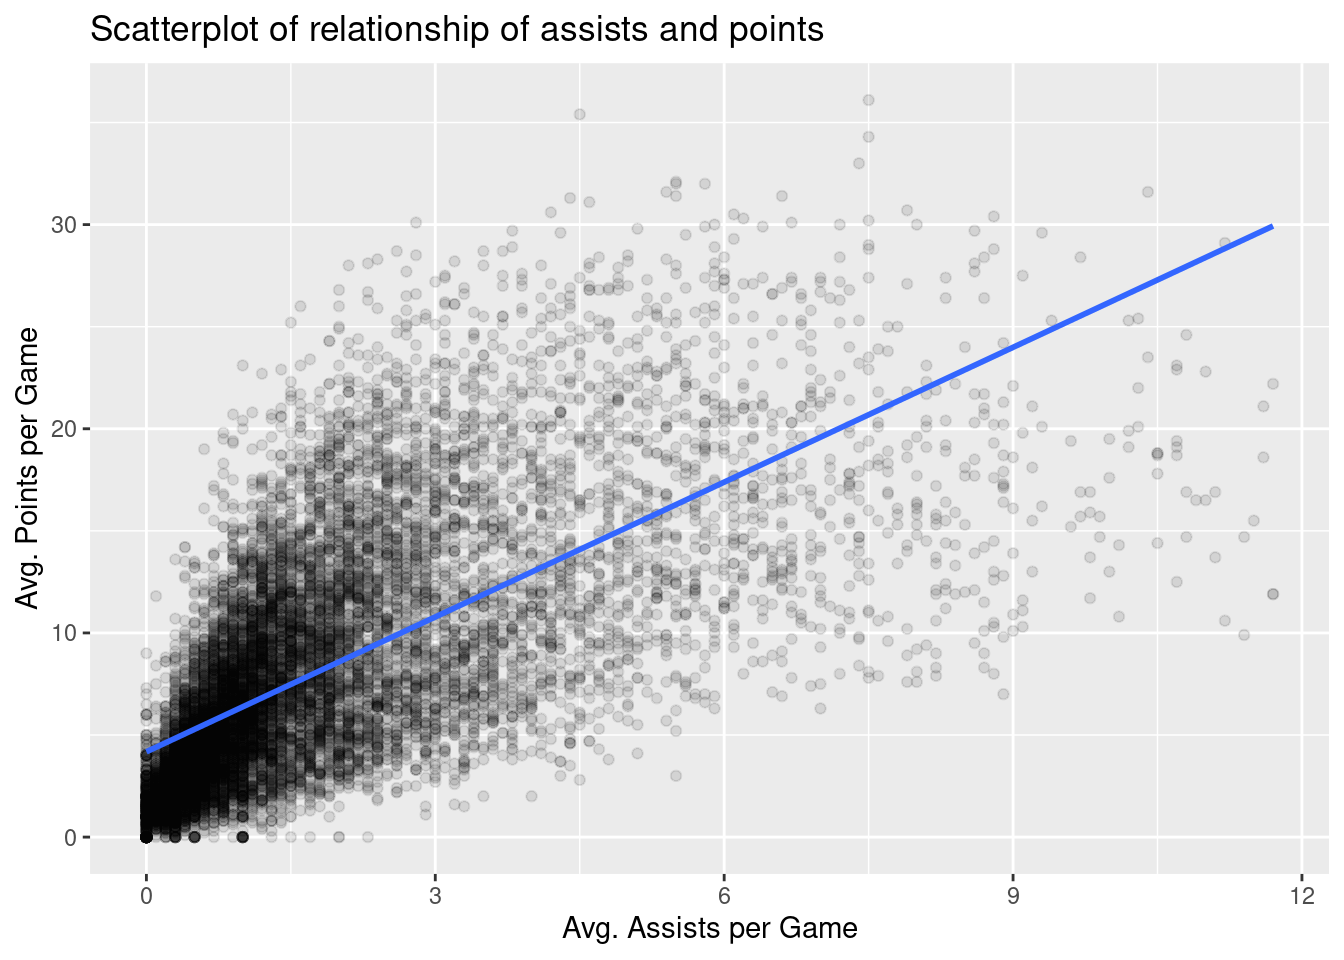 Scatterplot of relationship of assists and points
30
20
10
0
Avg. Points per Game
0 3 6 9 12
Avg. Assists per Game